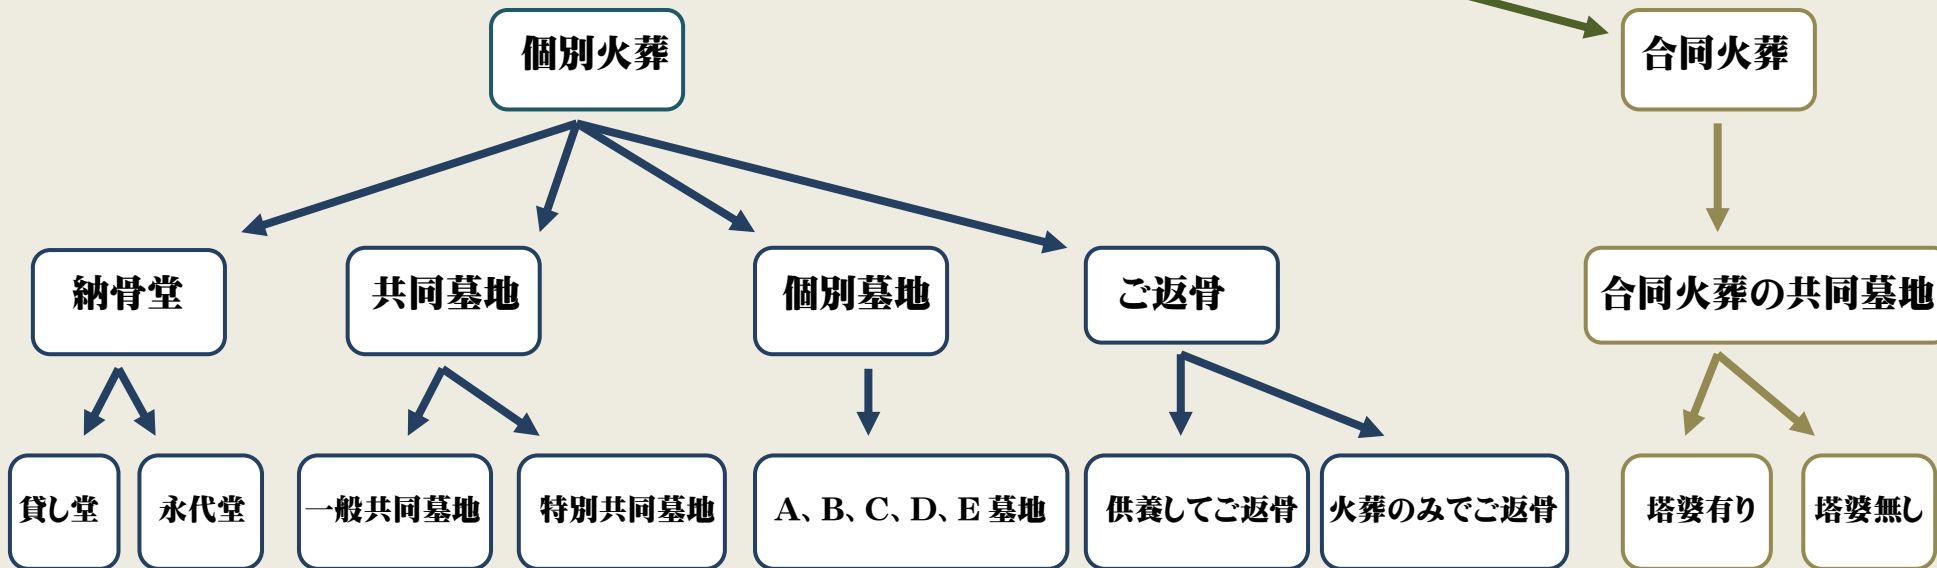 個別火葬
合同火葬
納骨堂
共同墓地
個別墓地
ご返骨
合同火葬の共同墓地
貸し堂
永代堂
一般共同墓地
特別共同墓地
A、B、C、D、E 墓地
供養してご返骨
火葬のみでご返骨
塔婆有り
塔婆無し